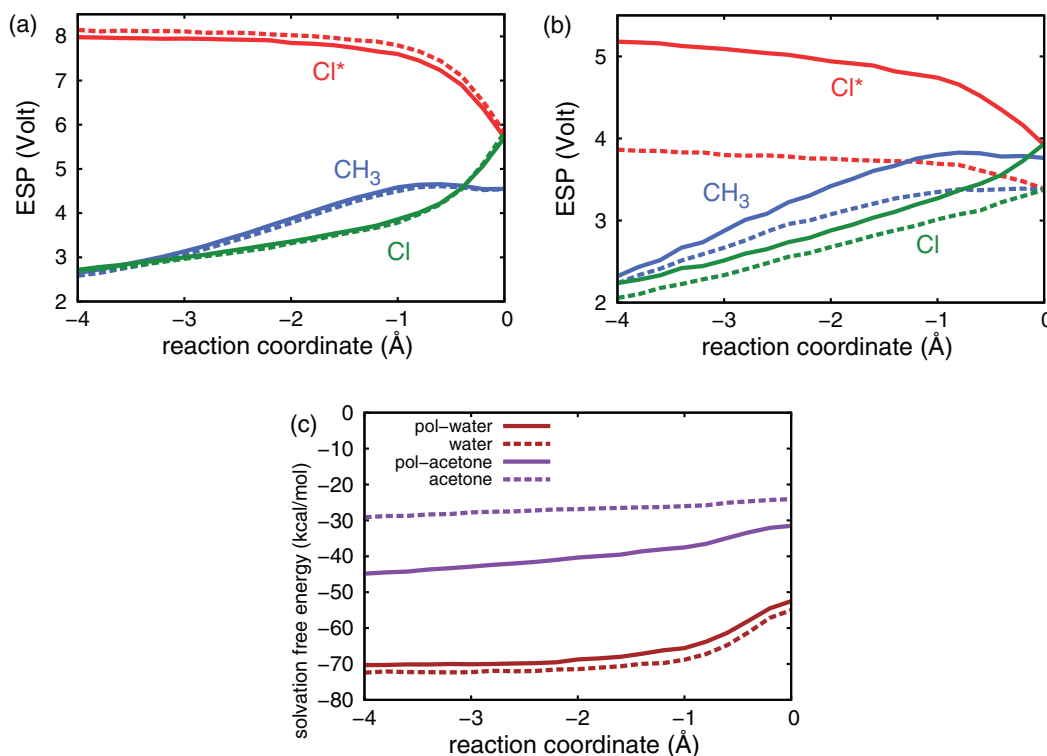 (a)
8
7
6
5
4
3
2
ESP (Volt)
Cl*
CH3
Cl
−4
−3
−2
−1
0
reaction coordinate (Å)
(b)
5
4
3
2
ESP (Volt)
Cl*
CH3
Cl
−4
−3
−2
−1
0
reaction coordinate (Å)
(c)
0
−10
−20
−30
−40
−50
−60
−70
−80
solvation free energy (kcal/mol)
pol−water
water
pol−acetone
acetone
−4
−3
−2
−1
0
reaction coordinate (Å)